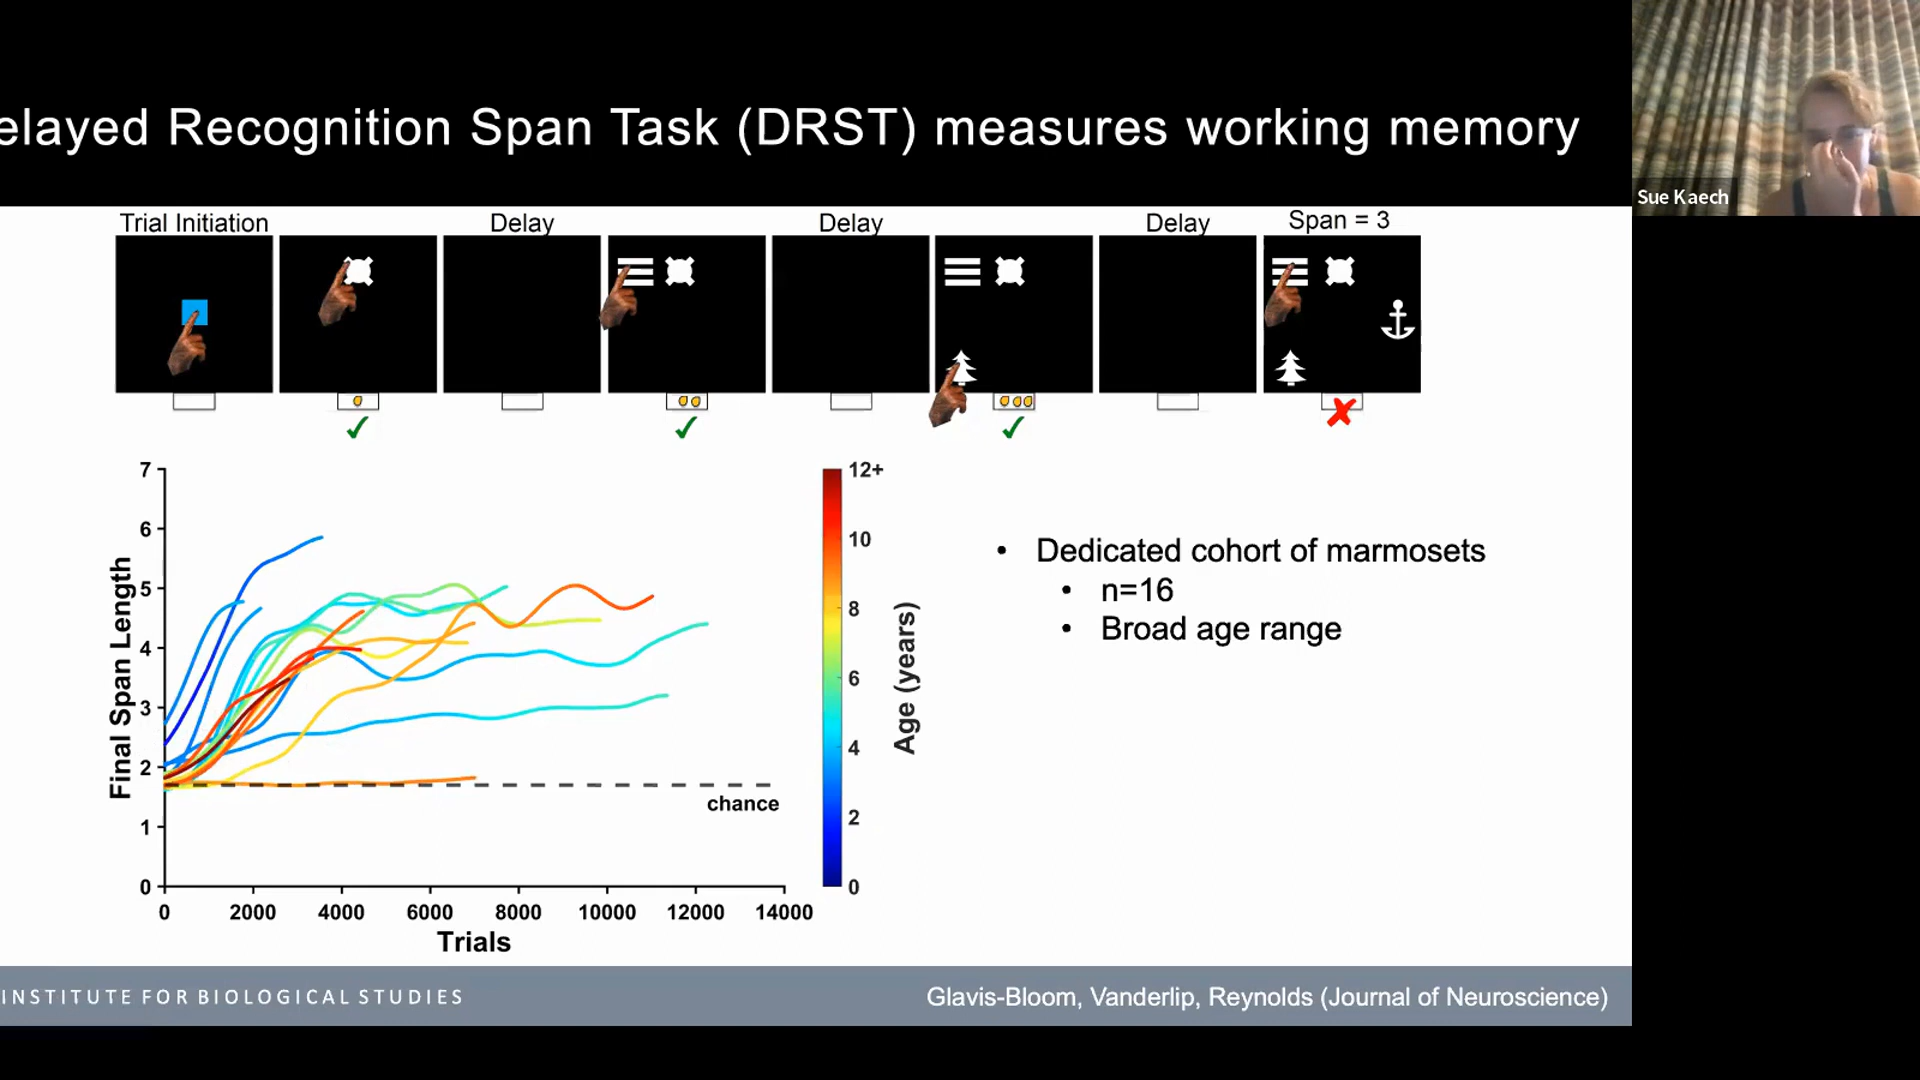 elayed Recognition Span Task (DRST) measures working memory
Sue Kaech
Trial Initiation
Delay
Delay
Delay
Span = 3
7
6
5
4
3
2
1
0
Final Span Length
0 2000 4000 6000 8000 10000 12000 14000
Trials
chance
12+
10
8
6
4
2
0
Age (years)
• Dedicated cohort of marmosets
• n=16
• Broad age range
INSTITUTE FOR BIOLOGICAL STUDIES
Glavis-Bloom, Vanderlip, Reynolds (Journal of Neuroscience)